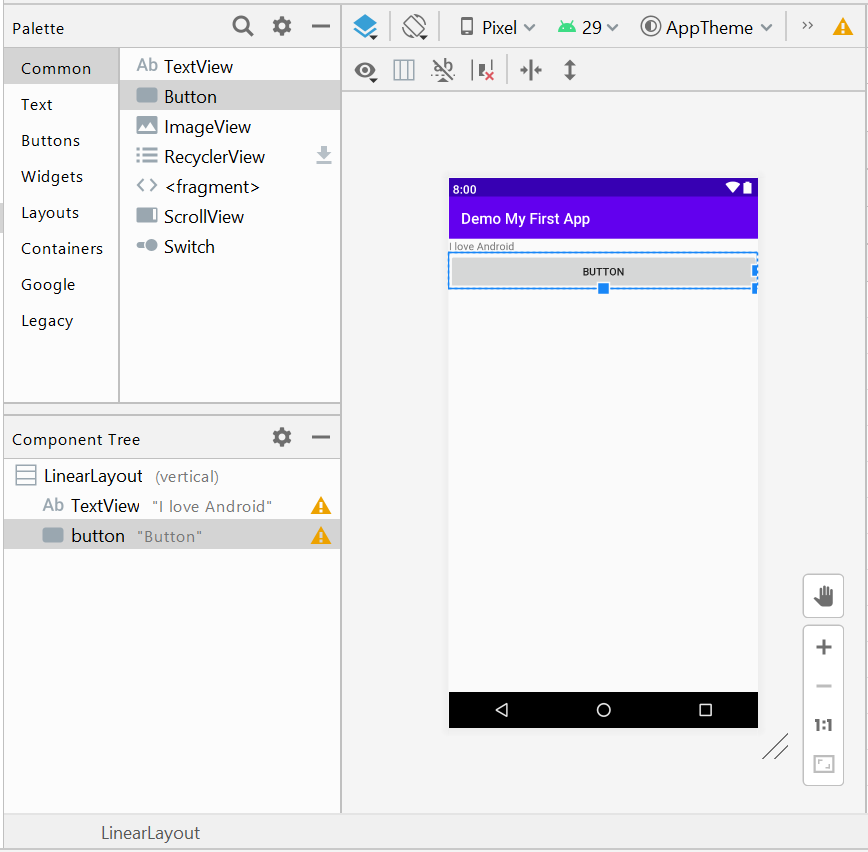 Palette
Pixel
29
AppTheme
Common
Text
Buttons
Widgets
Layouts
Containers
Google
Legacy
Ab TextView
Button
ImageView
RecyclerView
<fragment>
ScrollView
Switch
ab
8:00
Demo My First App
I love Android
BUTTON
Component Tree
LinearLayout (vertical)
Ab TextView "I love Android"
button "Button"
1:1
LinearLayout